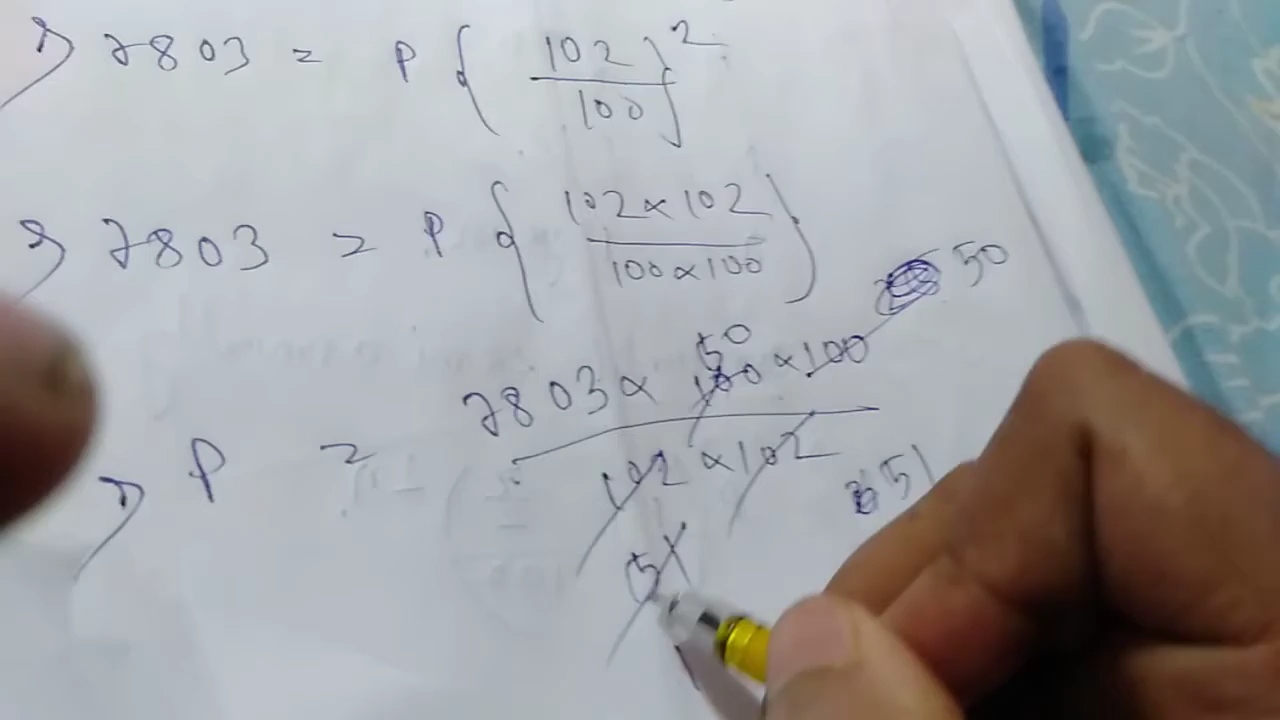 ⇒ 7803 = P { 102 / 100 }²
⇒ 7803 = P { 102 × 102 / 100 × 100 }
50 50
⇒ P = 7803 × 100 × 100 / 102 × 102
51 51